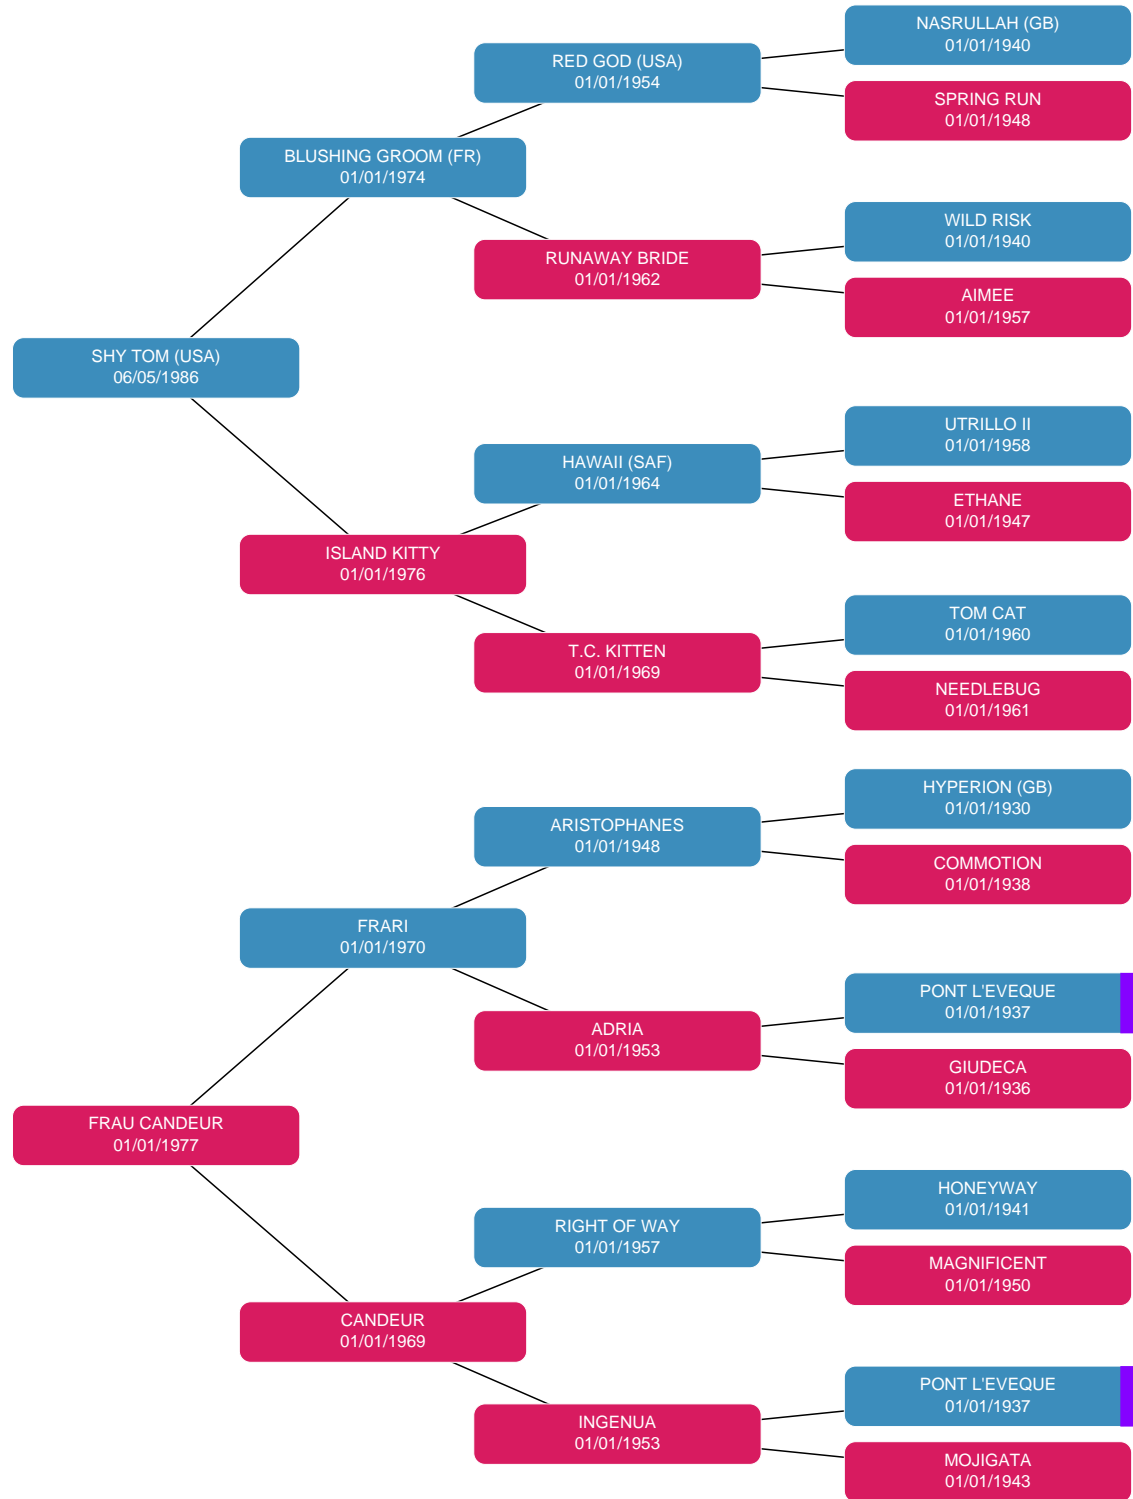 NASRULLAH (GB)
01/01/1940
RED GOD (USA)
01/01/1954
SPRING RUN
01/01/1948
BLUSHING GROOM (FR)
01/01/1974
WILD RISK
01/01/1940
RUNAWAY BRIDE
01/01/1962
AIMEE
01/01/1957
SHY TOM (USA)
06/05/1986
UTRILLO II
01/01/1958
HAWAII (SAF)
01/01/1964
ETHANE
01/01/1947
ISLAND KITTY
01/01/1976
TOM CAT
01/01/1960
T.C. KITTEN
01/01/1969
NEEDLEBUG
01/01/1961
HYPERION (GB)
01/01/1930
ARISTOPHANES
01/01/1948
COMMOTION
01/01/1938
FRARI
01/01/1970
PONT L'EVEQUE
01/01/1937
ADRIA
01/01/1953
GIUDECA
01/01/1936
FRAU CANDEUR
01/01/1977
HONEYWAY
01/01/1941
RIGHT OF WAY
01/01/1957
MAGNIFICENT
01/01/1950
CANDEUR
01/01/1969
PONT L'EVEQUE
01/01/1937
INGENUA
01/01/1953
MOJIGATA
01/01/1943